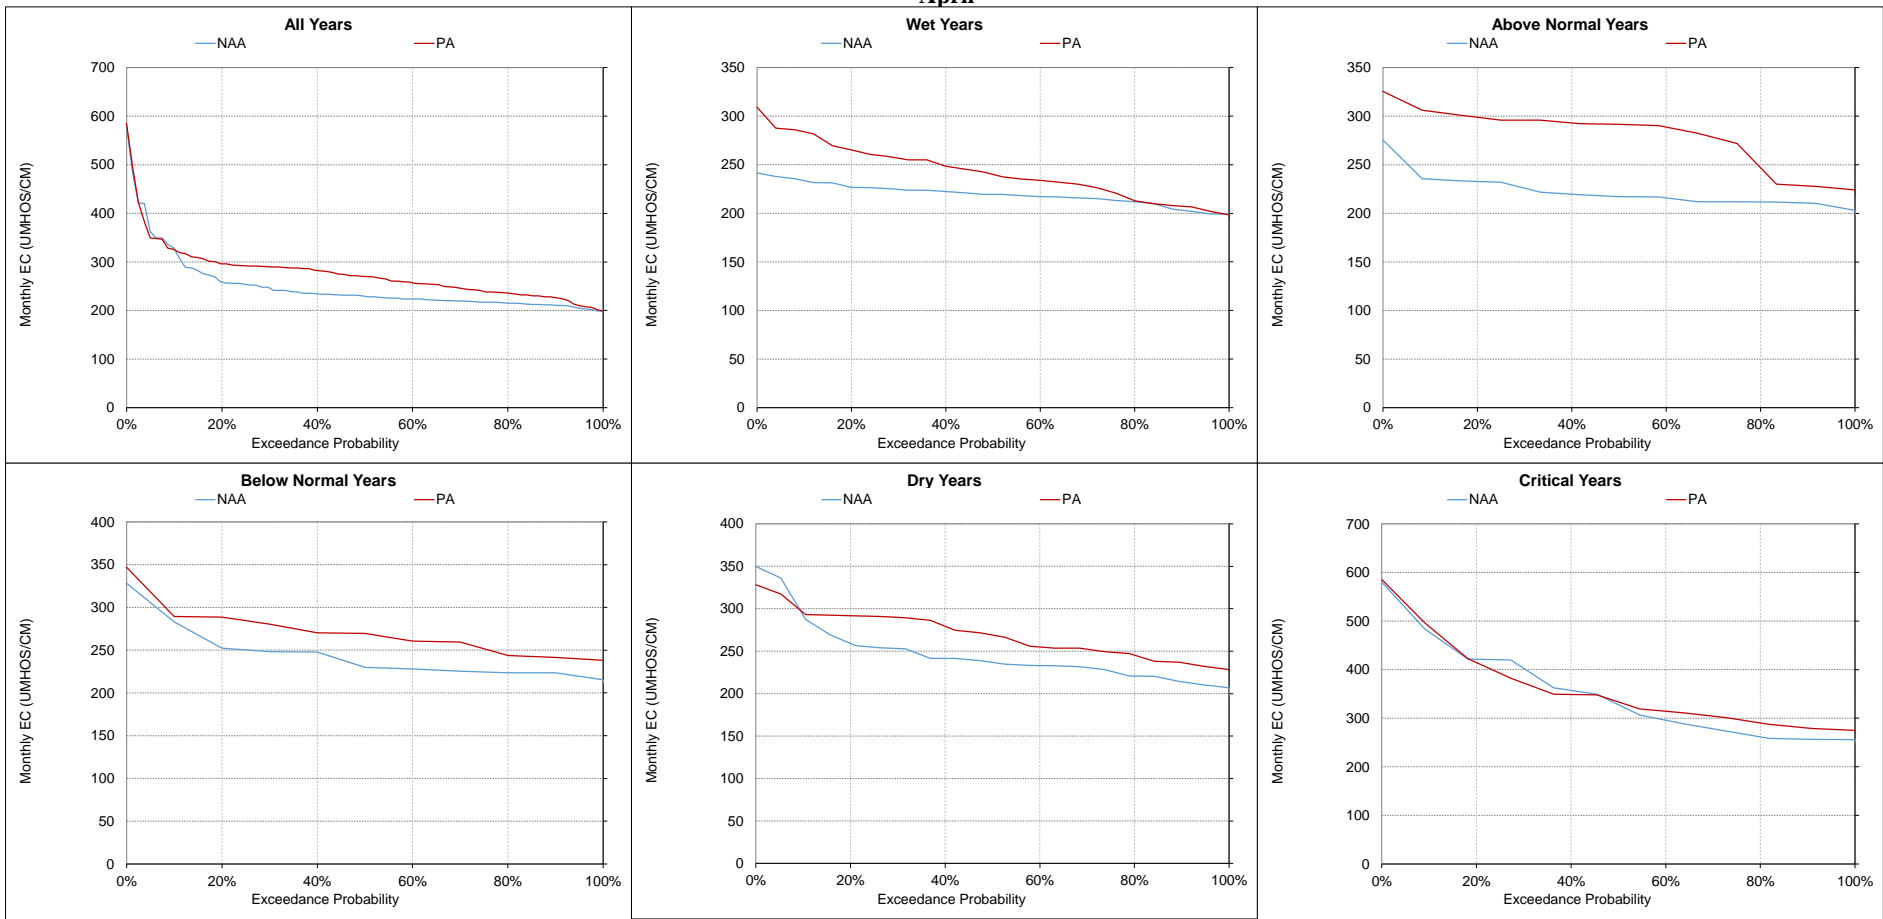 April
All Years
NAA PA
Monthly EC (UMHOS/CM)
700
600
500
400
300
200
100
0
0% 20% 40% 60% 80% 100%
Exceedance Probability
Wet Years
NAA PA
Monthly EC (UMHOS/CM)
350
300
250
200
150
100
50
0
0% 20% 40% 60% 80% 100%
Exceedance Probability
Above Normal Years
NAA PA
Monthly EC (UMHOS/CM)
350
300
250
200
150
100
50
0
0% 20% 40% 60% 80% 100%
Exceedance Probability
Below Normal Years
NAA PA
Monthly EC (UMHOS/CM)
400
350
300
250
200
150
100
50
0
0% 20% 40% 60% 80% 100%
Exceedance Probability
Dry Years
NAA PA
Monthly EC (UMHOS/CM)
400
350
300
250
200
150
100
50
0
0% 20% 40% 60% 80% 100%
Exceedance Probability
Critical Years
NAA PA
Monthly EC (UMHOS/CM)
700
600
500
400
300
200
100
0
0% 20% 40% 60% 80% 100%
Exceedance Probability